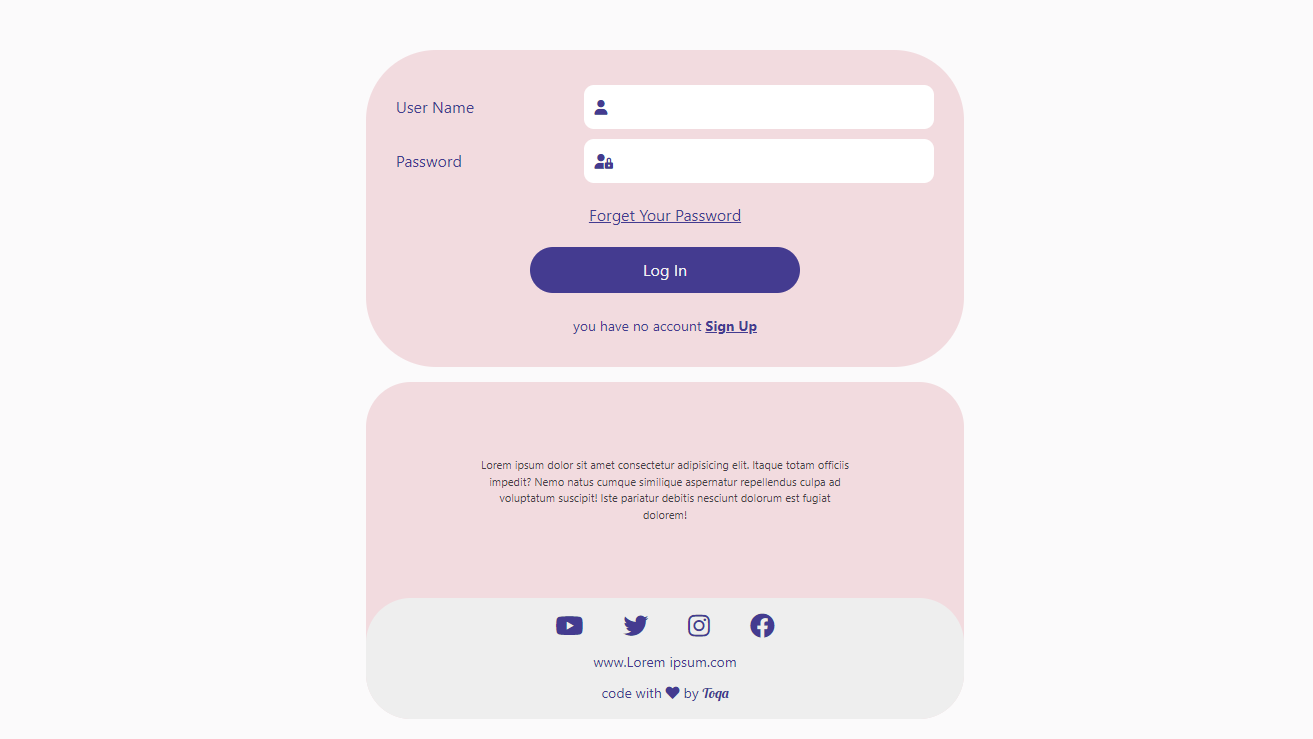 User Name
Password
Forget Your Password
Log In
you have no account Sign Up
Lorem ipsum dolor sit amet consectetur adipisicing elit. Itaque totam officiis
impedit? Nemo natus cumque similique aspernatur repellendus culpa ad
voluptatum suscipit! Iste pariatur debitis nesciunt dolorum est fugiat
dolorem!
www.Lorem ipsum.com
code with by Toqa